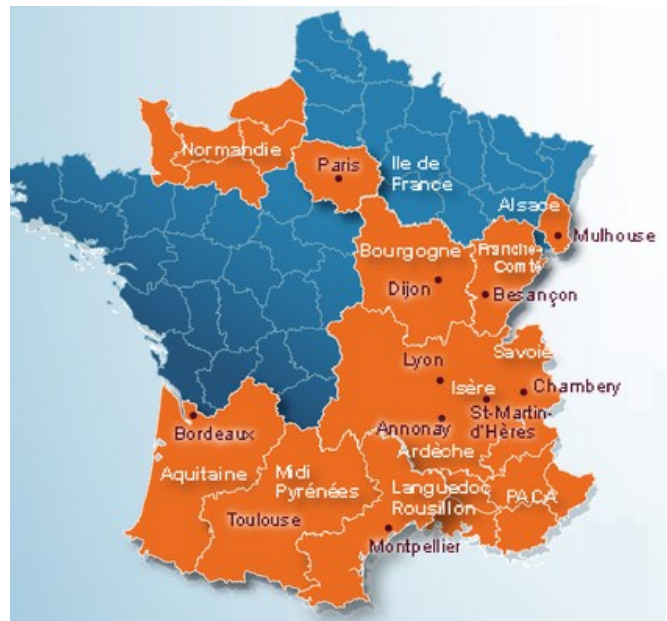 Normandie
Paris
Ile de
France
Alsace
Mulhouse
Bourgogne
Franche-
Comté
Dijon
Besançon
Savoie
Lyon
Isère
Chambery
Annonay
St-Martin-
d'Hères
Ardèche
Bordeaux
Aquitaine
Midi
Pyrénées
Languedoc
Rousillon
PACA
Toulouse
Montpellier